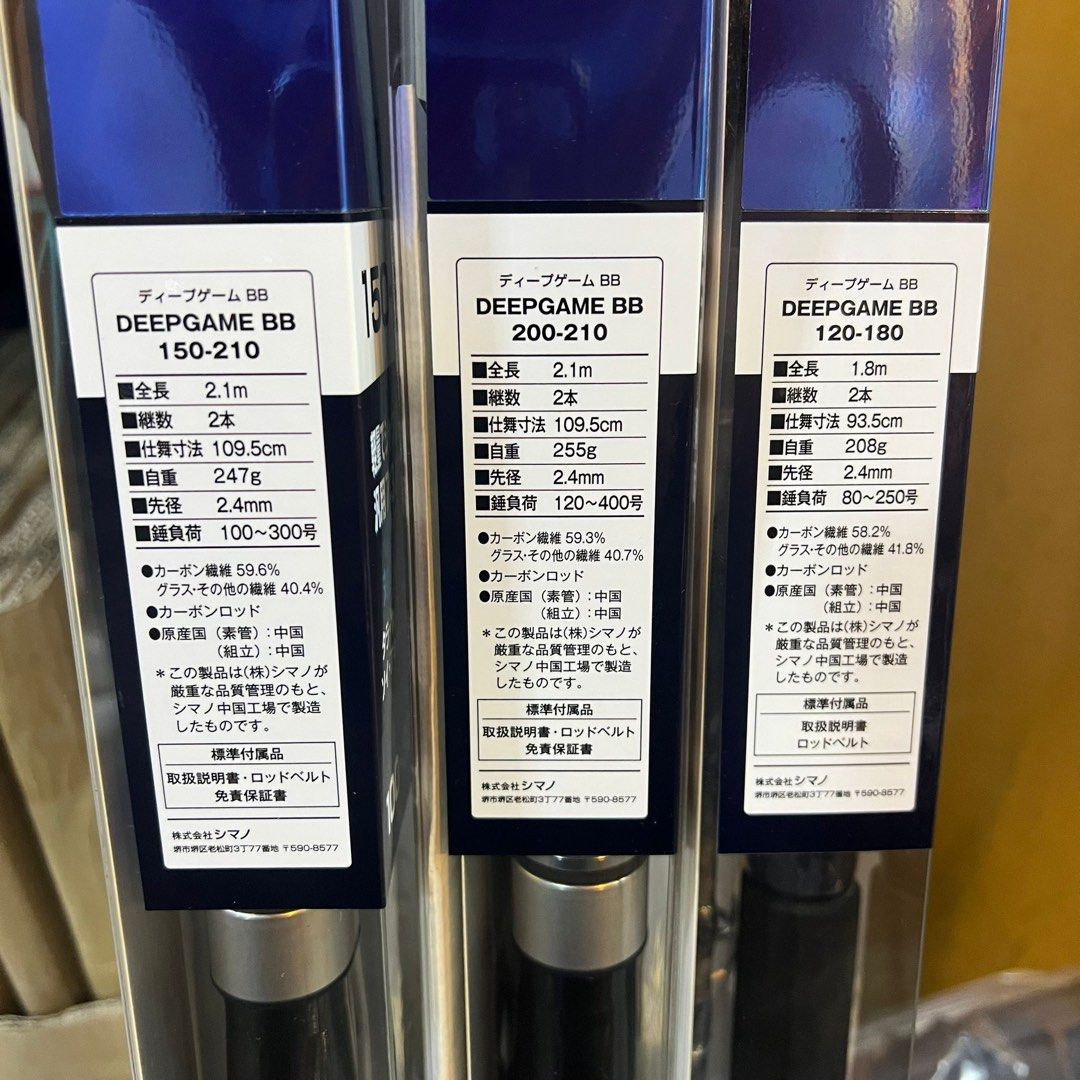 ディープゲーム BB
DEEPGAME BB
150-210
■全長 2.1m
■継数 2本
■仕舞寸法 109.5cm
■自重 247g
■先径 2.4mm
■錘負荷 100〜300号
●カーボン繊維 59.6%
グラス・その他の繊維 40.4%
●カーボンロッド
●原産国(素管):中国
(組立):中国
*この製品は(株)シマノが
厳重な品質管理のもと、
シマノ中国工場で製造
したものです。
標準付属品
取扱説明書・ロッドベルト
免責保証書
株式会社シマノ
堺市堺区老松町3丁77番地 〒590-8577
150
ディープゲーム BB
DEEPGAME BB
200-210
■全長 2.1m
■継数 2本
■仕舞寸法 109.5cm
■自重 255g
■先径 2.4mm
■錘負荷 120〜400号
●カーボン繊維 59.3%
グラス・その他の繊維 40.7%
●カーボンロッド
●原産国(素管):中国
(組立):中国
*この製品は(株)シマノが
厳重な品質管理のもと、
シマノ中国工場で製造
したものです。
標準付属品
取扱説明書・ロッドベルト
免責保証書
株式会社シマノ
堺市堺区老松町3丁77番地 〒590-8577
ディープゲーム BB
DEEPGAME BB
120-180
■全長 1.8m
■継数 2本
■仕舞寸法 93.5cm
■自重 208g
■先径 2.4mm
■錘負荷 80〜250号
●カーボン繊維 58.2%
グラス・その他の繊維 41.8%
●カーボンロッド
●原産国(素管):中国
(組立):中国
*この製品は(株)シマノが
厳重な品質管理のもと、
シマノ中国工場で製造
したものです。
標準付属品
取扱説明書
ロッドベルト
株式会社シマノ
堺市堺区老松町3丁77番地 〒590-8577